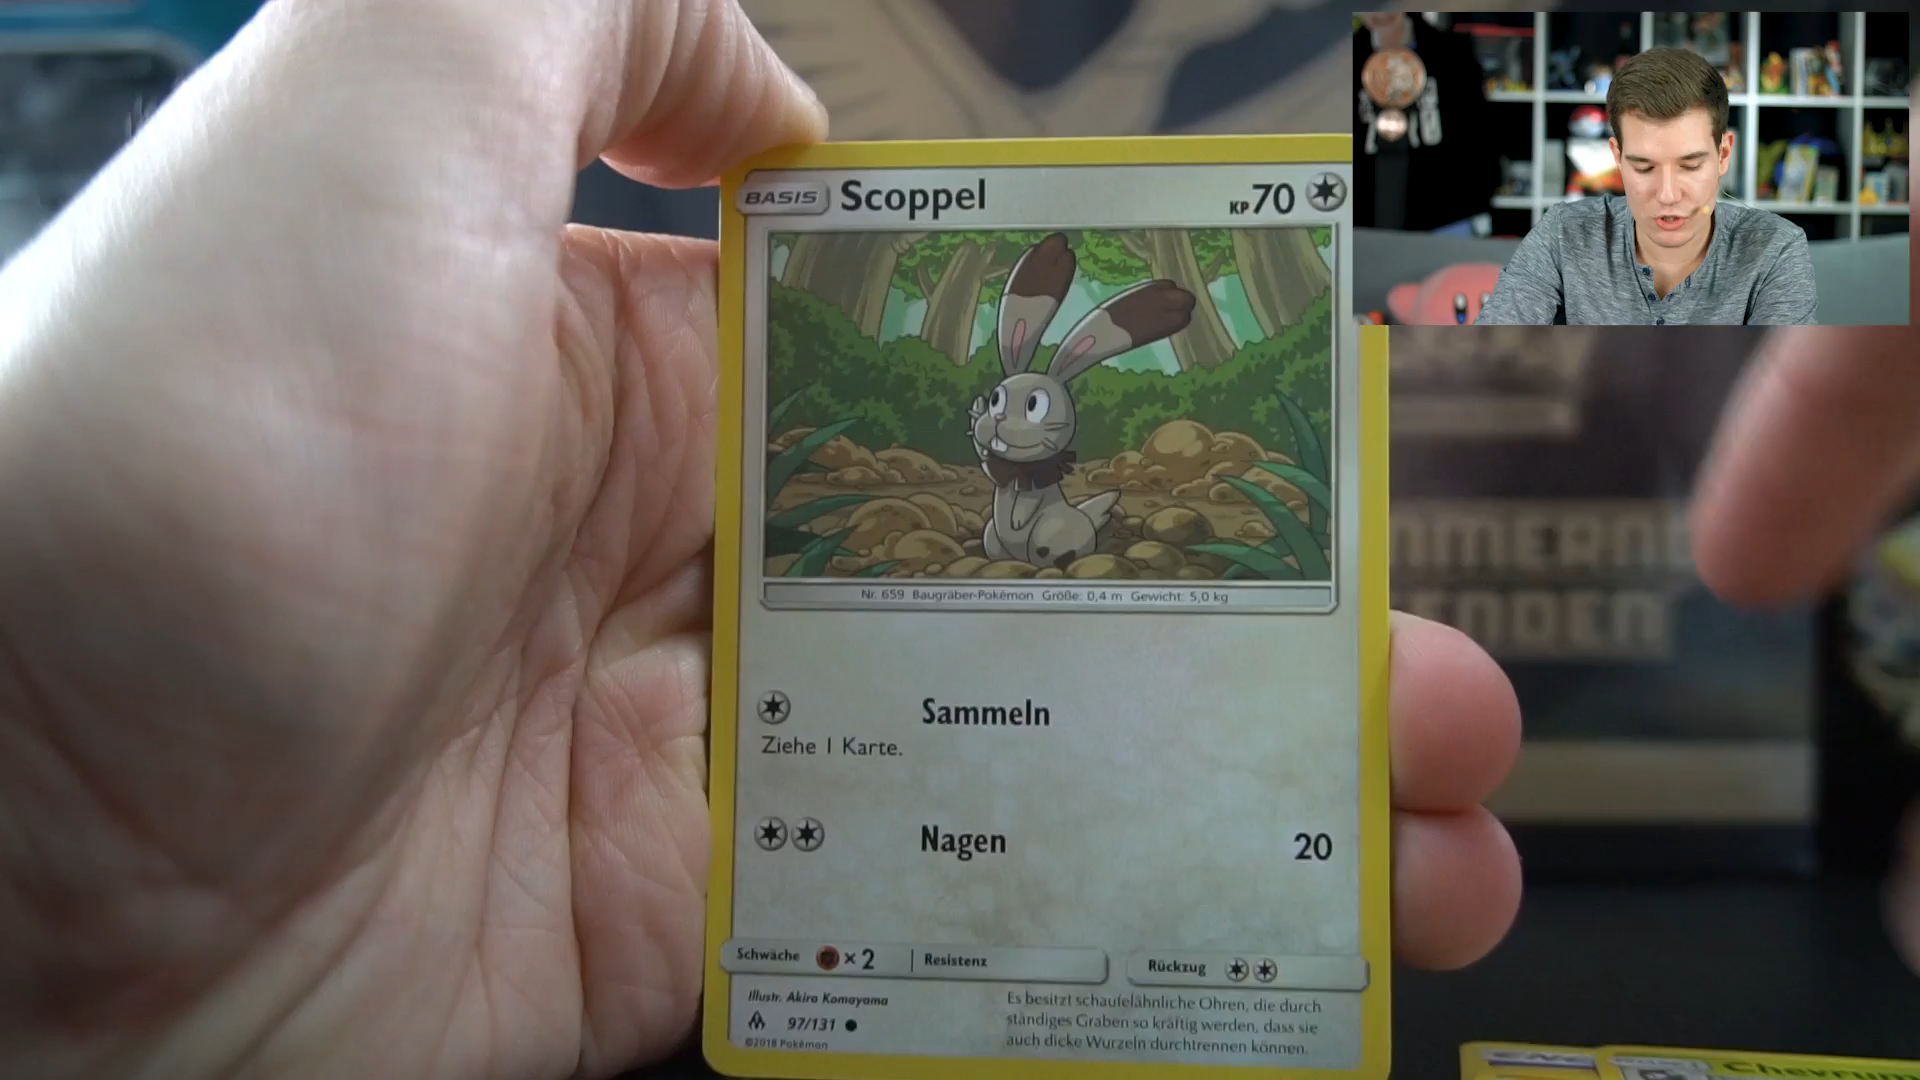 BASIS Scoppel KP 70
Nr. 659 Baugräber-Pokémon Größe: 0,4 m Gewicht: 5,0 kg
Sammeln
Ziehe 1 Karte.
Nagen 20
Schwäche × 2 Resistenz Rückzug
Illustr. Akira Komayama
97/131
©2018 Pokémon
Es besitzt schaufelähnliche Ohren, die durch
ständiges Graben so kräftig werden, dass sie
auch dicke Wurzeln durchtrennen können.